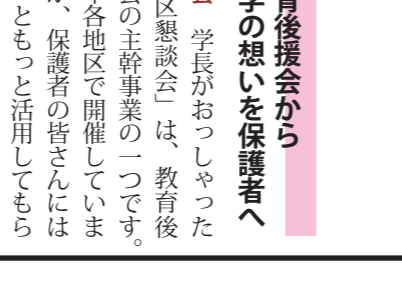 育後援会から
学の想いを保護者へ
会　学長がおっしゃった
区懇談会」は、教育後
会の主幹事業の一つです。
各地区で開催していま
、保護者の皆さんには
ともっと活用してもら